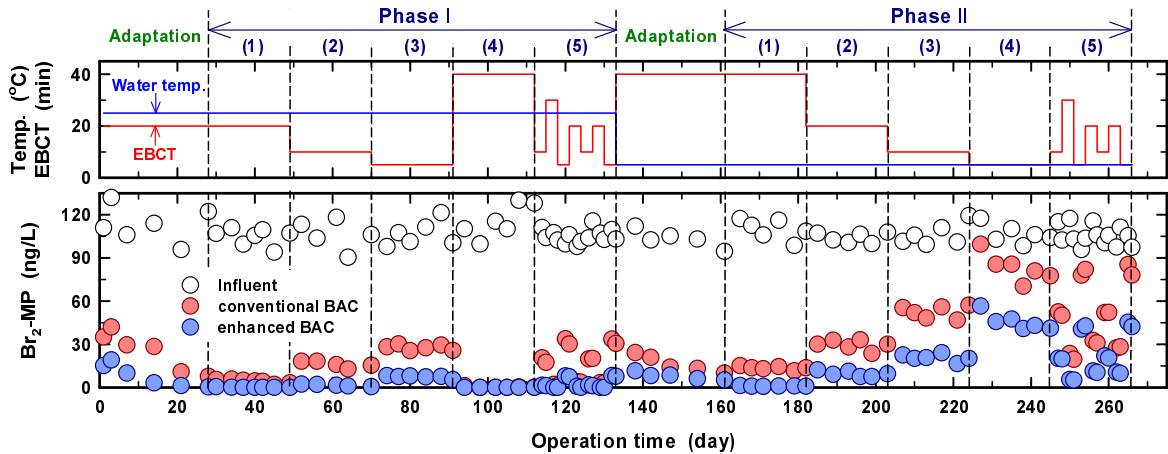 Phase I Phase II
Adaptation Adaptation
(1) (2) (3) (4) (5) (1) (2) (3) (4) (5)
Temp. (°C)
EBCT (min)
40
20
0
Water temp.
EBCT
Br₂-MP (ng/L)
120
90
60
30
0
Influent
conventional BAC
enhanced BAC
0 20 40 60 80 100 120 140 160 180 200 220 240 260
Operation time (day)